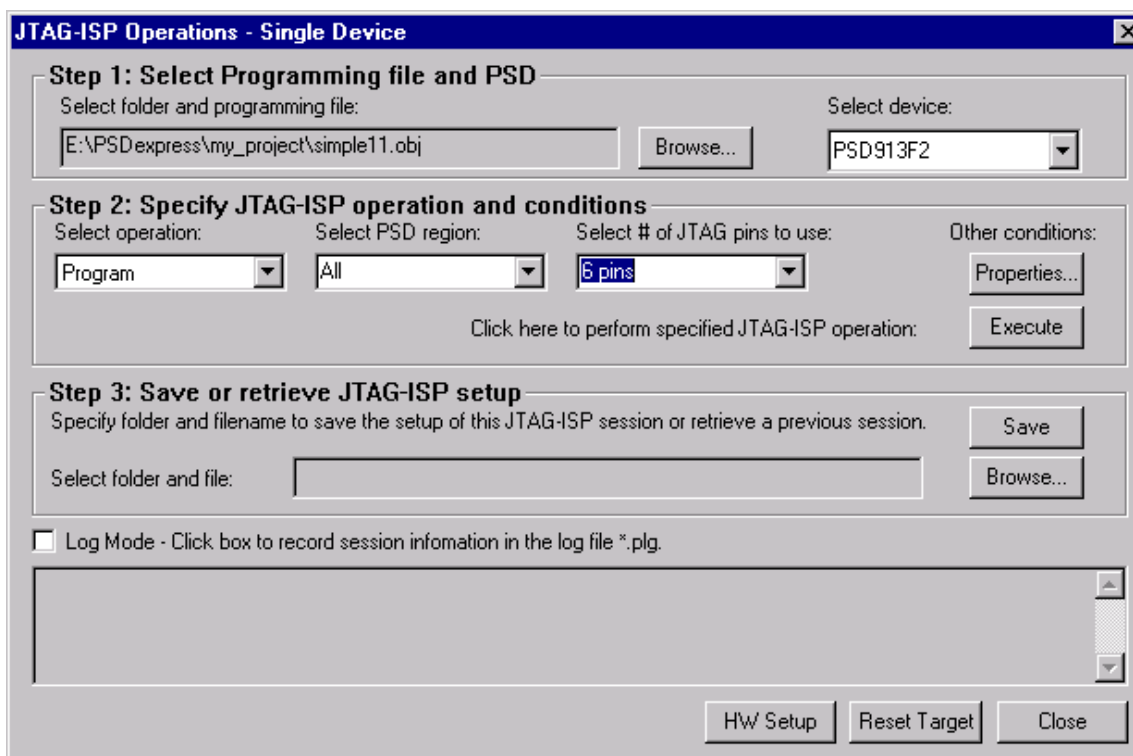 JTAG-ISP Operations - Single Device
Step 1: Select Programming file and PSD
Select folder and programming file:
Select device:
E:\PSDexpress\my_project\simple11.obj
Browse...
PSD913F2
Step 2: Specify JTAG-ISP operation and conditions
Select operation:
Select PSD region:
Select # of JTAG pins to use:
Other conditions:
Program
All
6 pins
Properties...
Click here to perform specified JTAG-ISP operation:
Execute
Step 3: Save or retrieve JTAG-ISP setup
Specify folder and filename to save the setup of this JTAG-ISP session or retrieve a previous session.
Save
Select folder and file:
Browse...
Log Mode - Click box to record session infomation in the log file *.plg.
HW Setup
Reset Target
Close